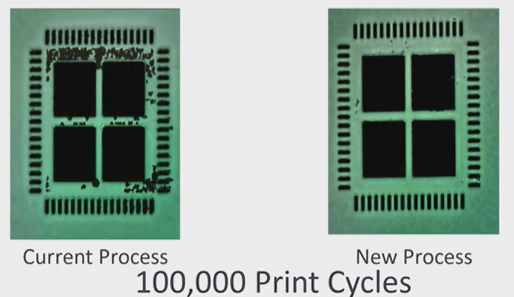 Current Process
New Process
100,000 Print Cycles